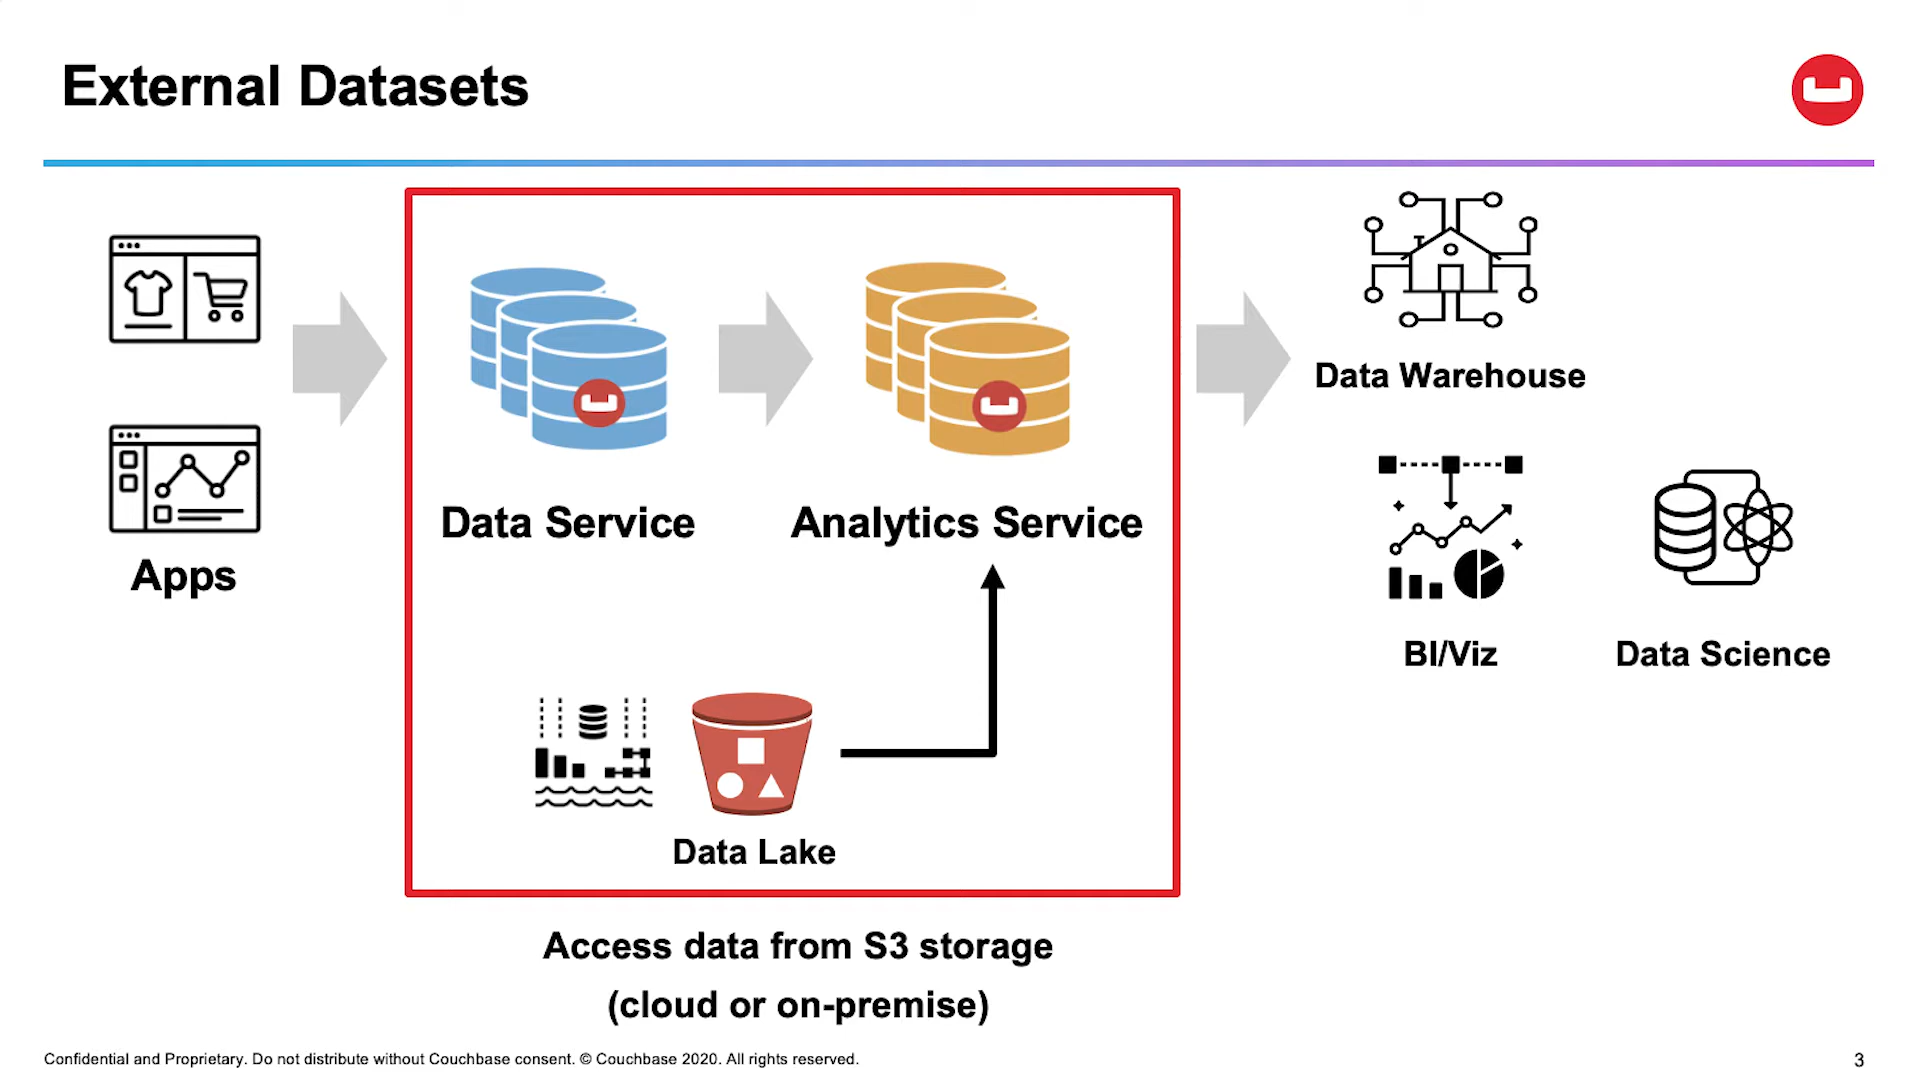 External Datasets
Data Service
Analytics Service
Apps
Data Warehouse
BI/Viz
Data Science
Data Lake
Access data from S3 storage
(cloud or on-premise)
Confidential and Proprietary. Do not distribute without Couchbase consent. © Couchbase 2020. All rights reserved.
3